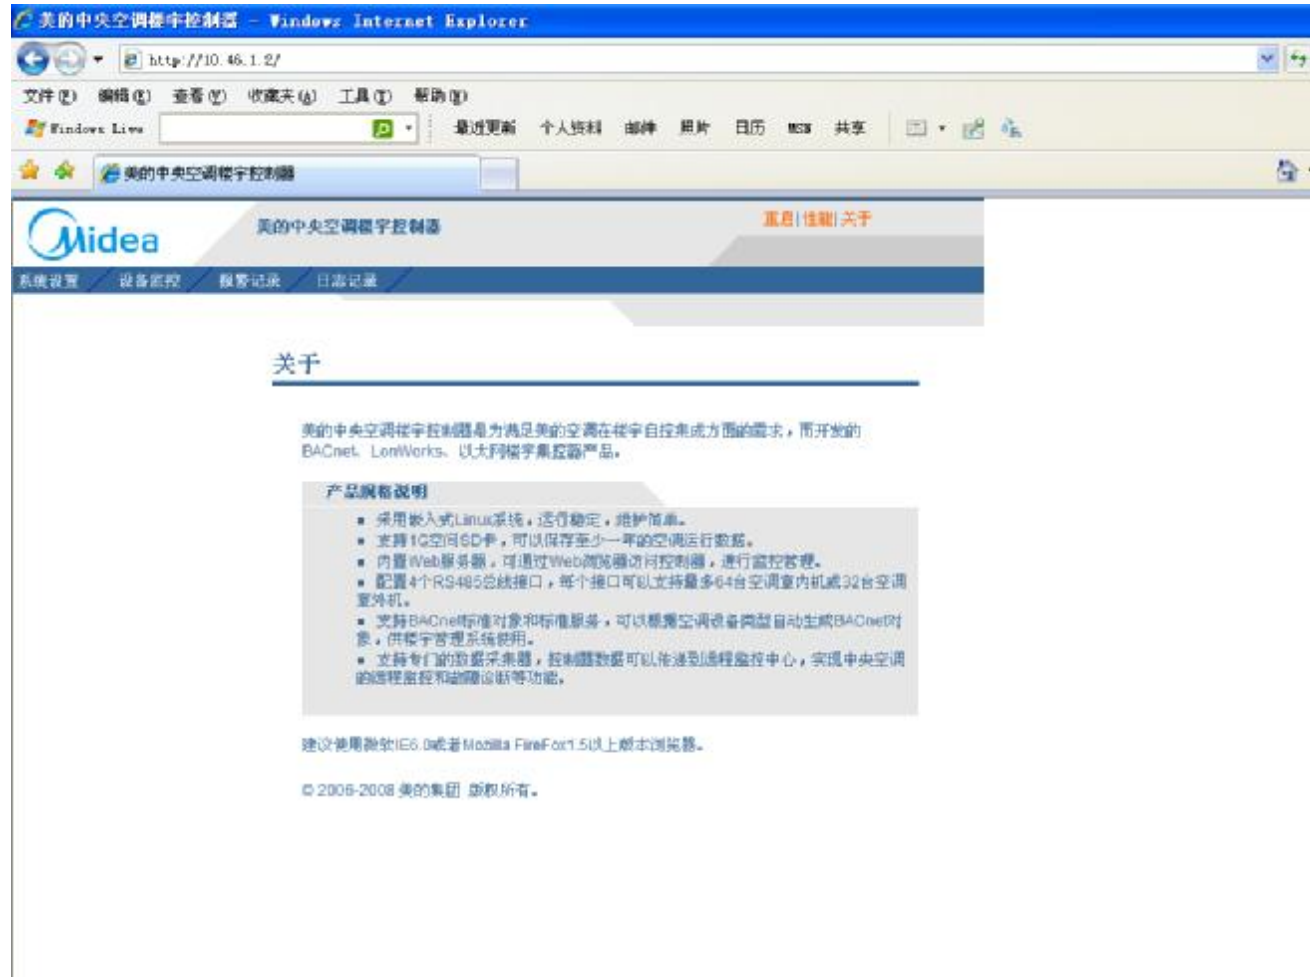 美的中央空调楼宇控制器 - Windows Internet Explorer
http://10.46.1.2/
文件(F) 编辑(E) 查看(V) 收藏夹(A) 工具(T) 帮助(H)
Windows Live 最近更新 个人资料 邮件 照片 日历 MSN 共享
美的中央空调楼宇控制器
Midea 美的中央空调楼宇控制器 重启|性能|关于
系统设置 设备监控 报警记录 日志记录
关于
美的中央空调楼宇控制器是为满足美的空调在楼宇自控集成方面的需求，而开发的
BACnet、LonWorks、以太网楼宇集控器产品。
产品规格说明
▪ 采用嵌入式Linux系统，运行稳定，维护简单。
▪ 支持1G空间SD卡，可以保存至少一年的空调运行数据。
▪ 内置Web服务器，可通过Web浏览器访问控制器，进行监控管理。
▪ 配置4个RS485总线接口，每个接口可以支持最多64台空调室内机或32台空调
室外机。
▪ 支持BACnet标准对象和标准服务，可以根据空调设备类型自动生成BACnet对
象，供楼宇管理系统使用。
▪ 支持专门的数据采集器，控制器数据可以传递到远程监控中心，实现中央空调
的远程监控和故障诊断等功能。
建议使用微软IE6.0或者Mozilla FireFox1.5以上版本浏览器。
© 2006-2008 美的集团 版权所有。